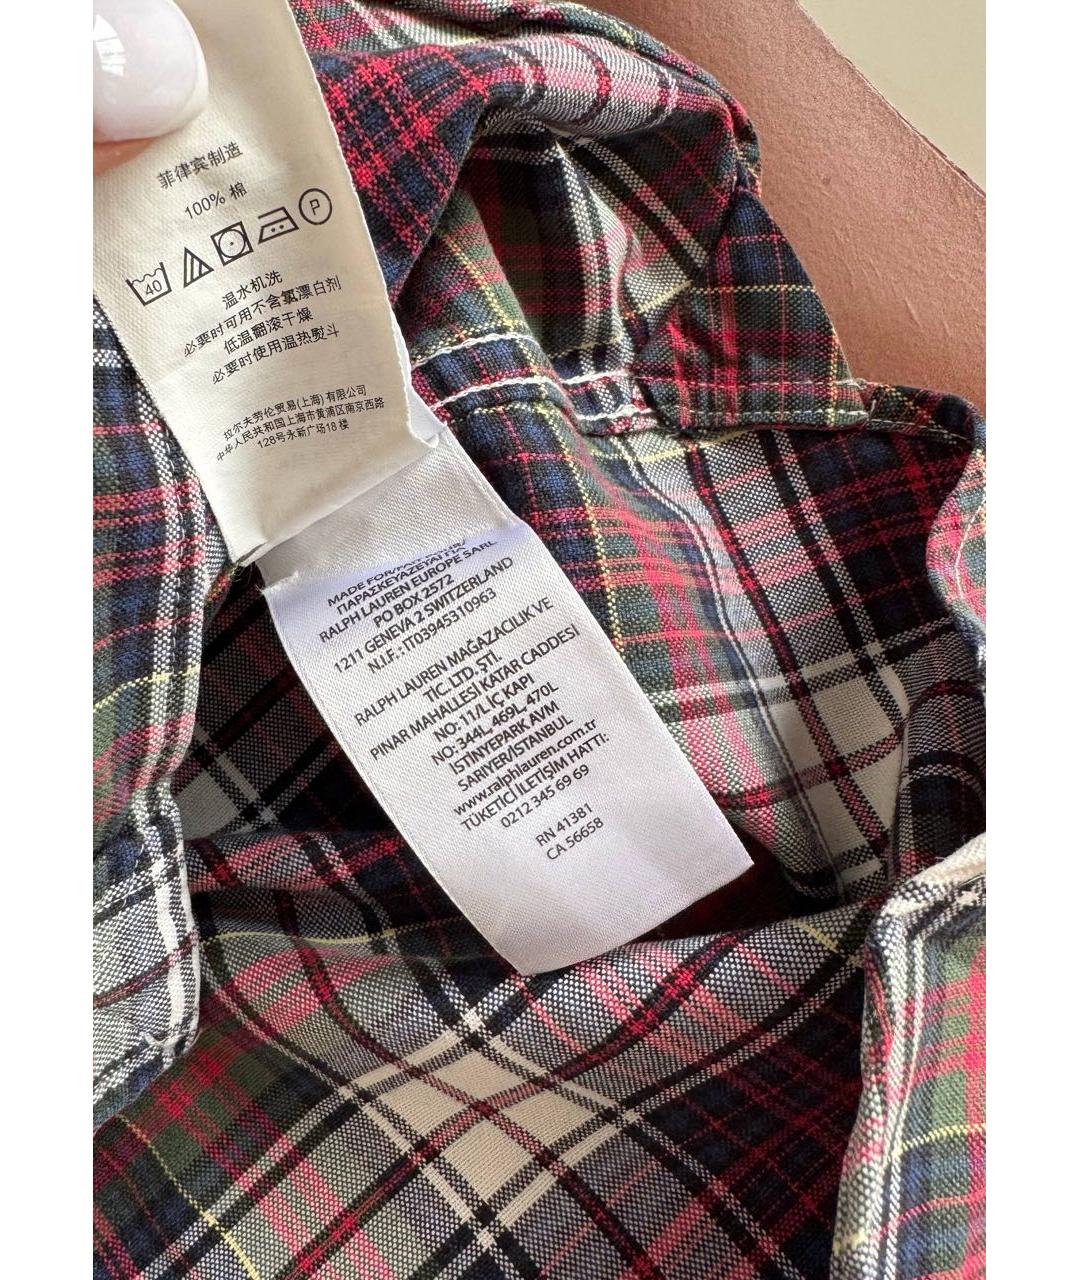 菲律宾制造
100% 棉
40
P
温水机洗
必要时可用不含氯漂白剂
低温翻滚干燥
必要时使用温热熨斗
拉尔夫劳伦贸易(上海)有限公司
中华人民共和国上海市黄浦区南京西路
128号永新广场18 楼
MADE FOR/
ΠΑΡΑΣΚΕΥΑΖΕΤΑΙ
RALPH LAUREN EUROPE SARL
PO BOX 2572
1211 GENEVA 2 SWITZERLAND
N.I.F.: IT03945310963
RALPH LAUREN MAĞAZACILIK VE
TİC. LTD. ŞTİ.
PINAR MAHALLESİ KATAR CADDESİ
NO: 11/L İÇ KAPI
NO: 344L, 469L, 470L
İSTİNYEPARK AVM
SARIYER/İSTANBUL
www.ralphlauren.com.tr
TÜKETİCİ İLETİŞİM HATTI:
0212 345 69 69
RN 41381
CA 56658